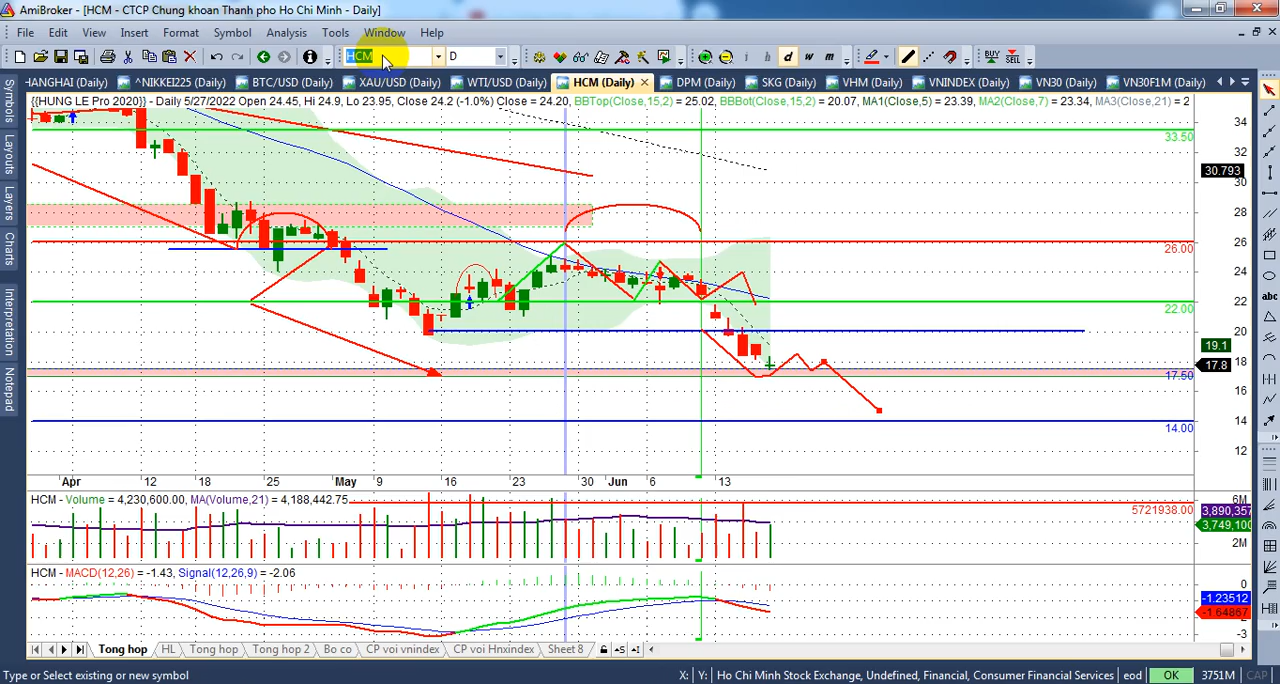 AmiBroker - [HCM - CTCP Chung khoan Thanh pho Ho Chi Minh - Daily]
File Edit View Insert Format Symbol Analysis Tools Window Help
HCM D i h d w m BUY SELL
HANGHAI (Daily) ^NIKKEI225 (Daily) BTC/USD (Daily) XAU/USD (Daily) WTI/USD (Daily) HCM (Daily) DPM (Daily) SKG (Daily) VHM (Daily) VNINDEX (Daily) VN30 (Daily) VN30F1M (Daily)
{{HUNG LE Pro 2020}} - Daily 5/27/2022 Open 24.45, Hi 24.9, Lo 23.95, Close 24.2 (-1.0%) Close = 24.20, BBTop(Close,15,2) = 25.02, BBBot(Close,15,2) = 20.07, MA1(Close,5) = 23.39, MA2(Close,7) = 23.34, MA3(Close,21) = 2
Symbols
Layouts
Layers
Charts
Interpretation
Notepad
34
33.50
32
30.793
30
28
26
26.00
24
22
22.00
20
19.1
18
17.8
17.50
16
14
14.00
12
Apr 12 18 25 May 9 16 23 30 Jun 6 13
HCM - Volume = 4,230,600.00, MA(Volume,21) = 4,188,442.75
6M
5721938.00
3,890,357
3,749,100
2M
HCM - MACD(12,26) = -1.43, Signal(12,26,9) = -2.06
0
-1.23512
-1.64867
-3
abc
Tong hop HL Tong hop Tong hop 2 Bo co CP voi vnindex CP voi Hnxindex Sheet 8
Type or Select existing or new symbol X: Y: Ho Chi Minh Stock Exchange, Undefined, Financial, Consumer Financial Services eod OK 3751M CAP